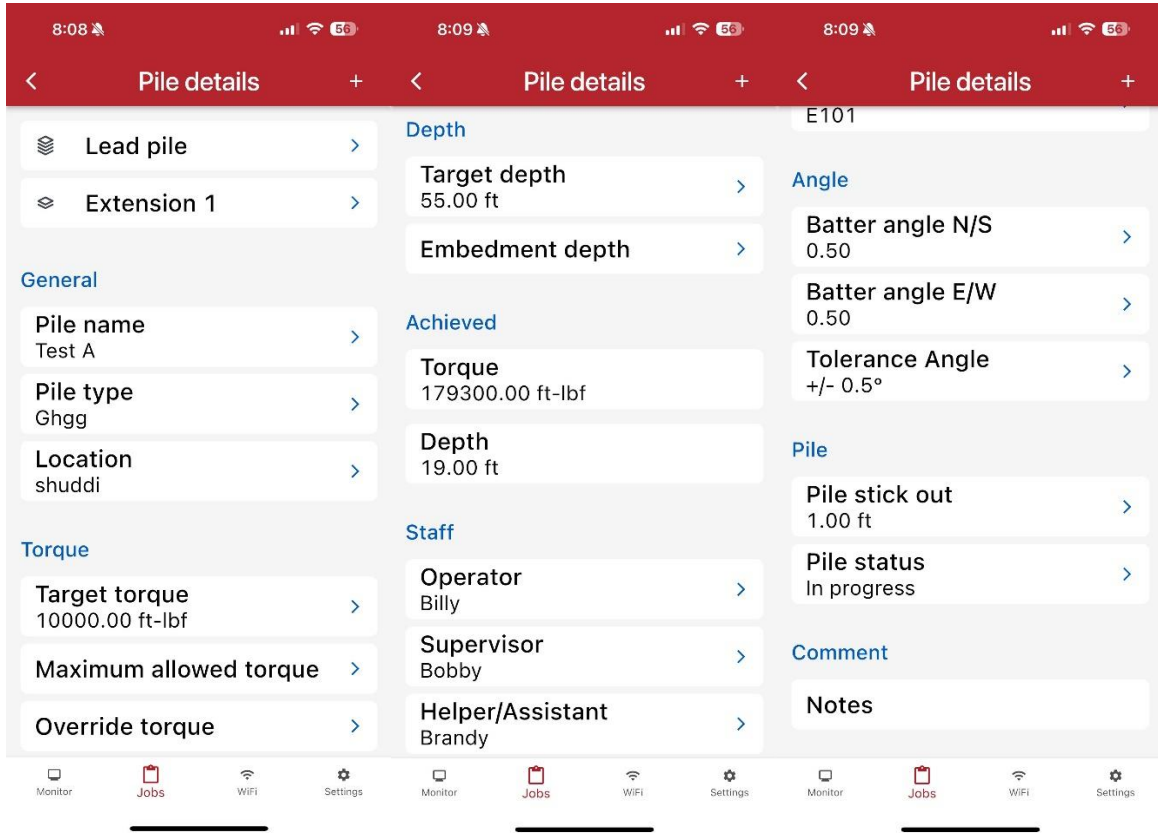 8:08
56
Pile details
+
Lead pile
Extension 1
General
Pile name
Test A
Pile type
Ghgg
Location
shuddi
Torque
Target torque
10000.00 ft-lbf
Maximum allowed torque
Override torque
Monitor
Jobs
WiFi
Settings
8:09
56
Pile details
+
Depth
Target depth
55.00 ft
Embedment depth
Achieved
Torque
179300.00 ft-lbf
Depth
19.00 ft
Staff
Operator
Billy
Supervisor
Bobby
Helper/Assistant
Brandy
Monitor
Jobs
WiFi
Settings
8:09
56
Pile details
+
E101
Angle
Batter angle N/S
0.50
Batter angle E/W
0.50
Tolerance Angle
+/- 0.5°
Pile
Pile stick out
1.00 ft
Pile status
In progress
Comment
Notes
Monitor
Jobs
WiFi
Settings